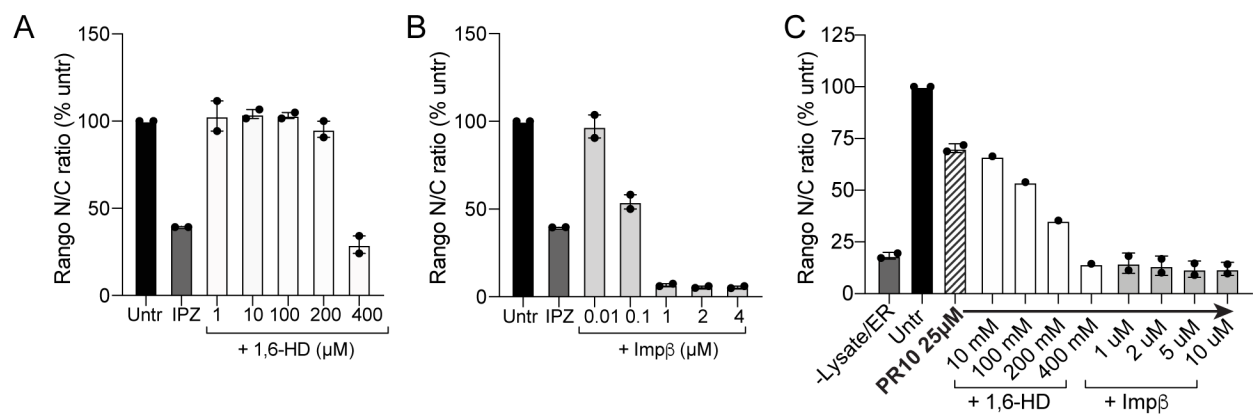 A
Rango N/C ratio (% untr)
150
100
50
0
Untr IPZ 1 10 100 200 400
+ 1,6-HD (µM)
B
Rango N/C ratio (% untr)
150
100
50
0
Untr IPZ 0.01 0.1 1 2 4
+ Impβ (µM)
C
Rango N/C ratio (% untr)
125
100
75
50
25
0
-Lysate/ER
Untr
PR10 25µM
10 mM
100 mM
200 mM
400 mM
1 uM
2 uM
5 uM
10 uM
+ 1,6-HD
+ Impβ